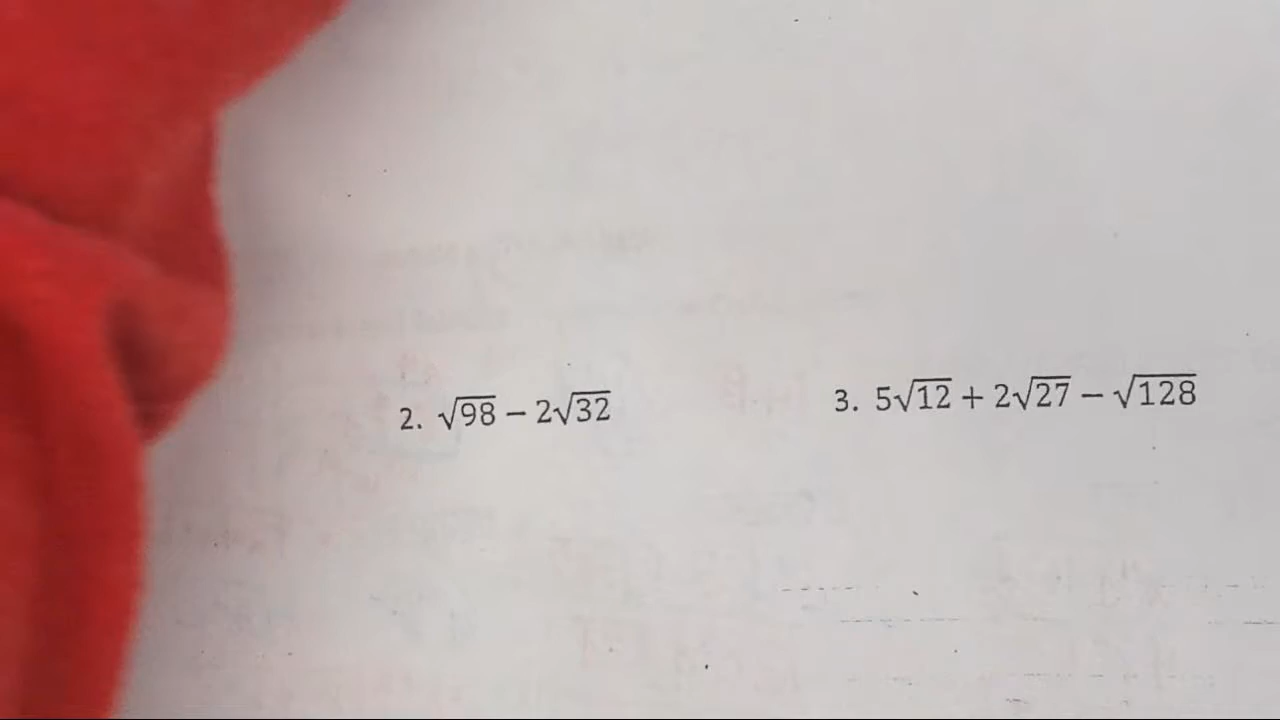 2. √98 − 2√32
3. 5√12 + 2√27 − √128